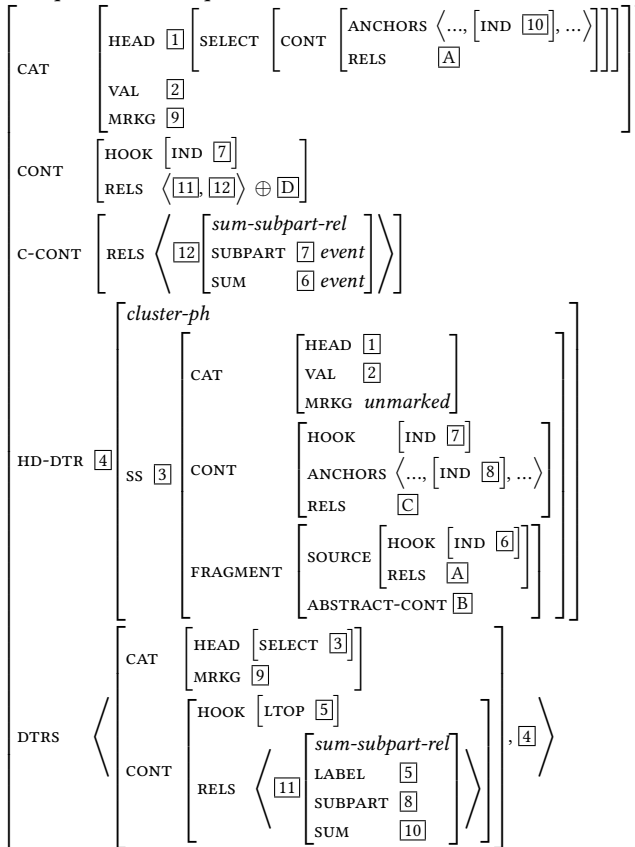 CAT
HEAD 1 [SELECT [CONT [ANCHORS ⟨…, [IND 10], …⟩
RELS A]]]
VAL 2
MRKG 9
CONT
HOOK [IND 7]
RELS ⟨11, 12⟩ ⊕ D
C-CONT [RELS ⟨12 [sum-subpart-rel
SUBPART 7 event
SUM 6 event]⟩]
HD-DTR 4
cluster-ph
SS 3
CAT
HEAD 1
VAL 2
MRKG unmarked
CONT
HOOK [IND 7]
ANCHORS ⟨…, [IND 8], …⟩
RELS C
FRAGMENT
SOURCE [HOOK [IND 6]
RELS A]
ABSTRACT-CONT B
DTRS
CAT
HEAD [SELECT 3]
MRKG 9
CONT
HOOK [LTOP 5]
RELS ⟨11 [sum-subpart-rel
LABEL 5
SUBPART 8
SUM 10]⟩
, 4⟩